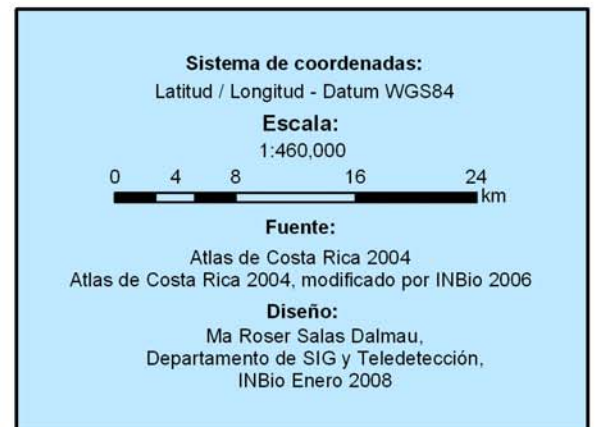 Sistema de coordenadas:
Latitud / Longitud - Datum WGS84
Escala:
1:460,000
0 4 8 16 24
km
Fuente:
Atlas de Costa Rica 2004
Atlas de Costa Rica 2004, modificado por INBio 2006
Diseño:
Ma Roser Salas Dalmau,
Departamento de SIG y Teledetección,
INBio Enero 2008